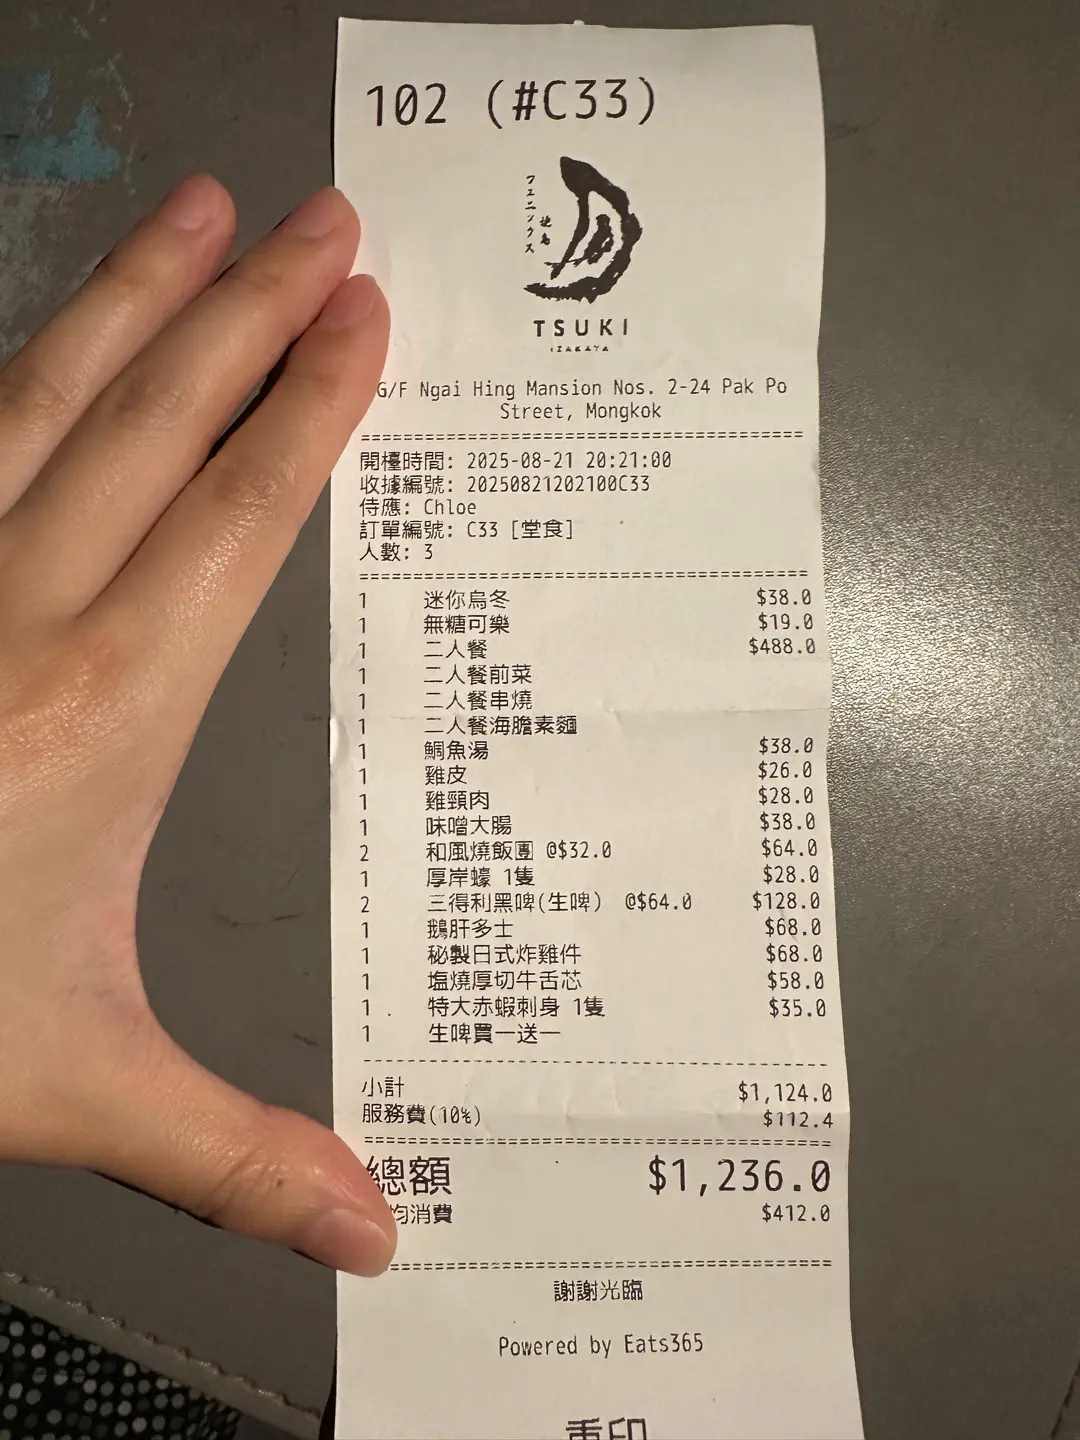 102 (#C33)
フェニックス
焼鳥
TSUKI
IZAKAYA
G/F Ngai Hing Mansion Nos. 2-24 Pak Po
Street, Mongkok
開檯時間: 2025-08-21 20:21:00
收據編號: 20250821202100C33
侍應: Chloe
訂單編號: C33 [堂食]
人數: 3
1 迷你烏冬 $38.0
1 無糖可樂 $19.0
1 二人餐 $488.0
1 二人餐前菜
1 二人餐串燒
1 二人餐海膽素麵
1 鯛魚湯 $38.0
1 雞皮 $26.0
1 雞頸肉 $28.0
1 味噌大腸 $38.0
2 和風燒飯團 @$32.0 $64.0
1 厚岸蠔 1隻 $28.0
2 三得利黑啤(生啤) @$64.0 $128.0
1 鵝肝多士 $68.0
1 秘製日式炸雞件 $68.0
1 塩燒厚切牛舌芯 $58.0
1 特大赤蝦刺身 1隻 $35.0
1 生啤買一送一
小計 $1,124.0
服務費(10%) $112.4
總額 $1,236.0
均消費 $412.0
謝謝光臨
Powered by Eats365
重印